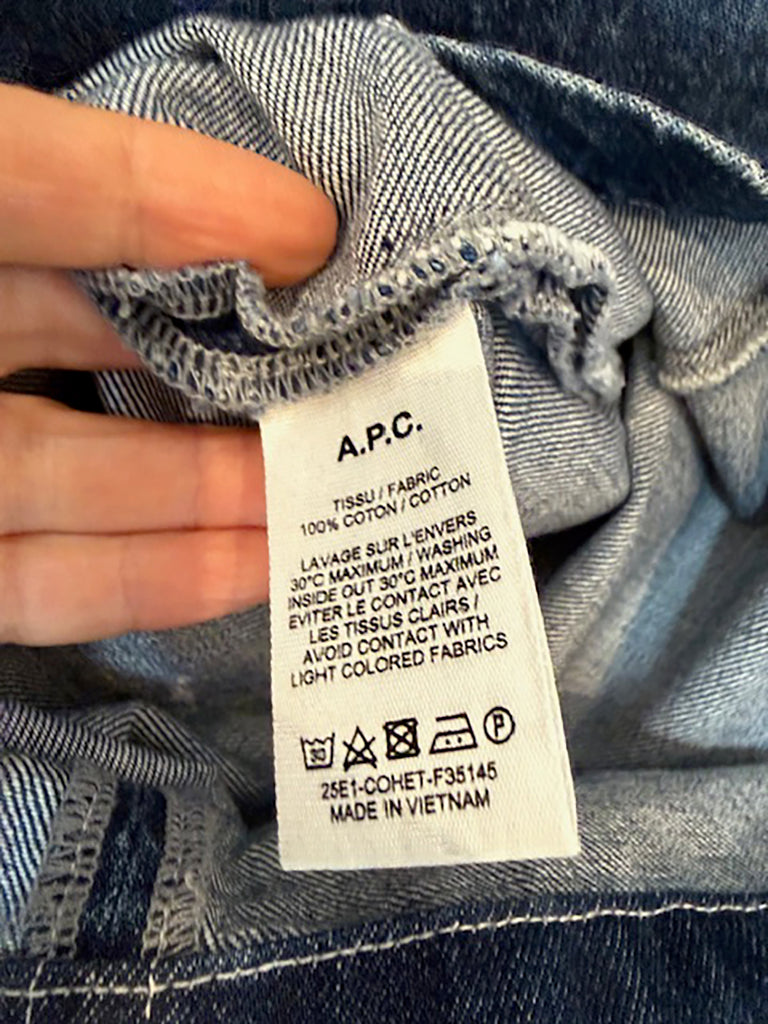 A.P.C.
TISSU / FABRIC
100% COTON / COTTON
LAVAGE SUR L'ENVERS
30°C MAXIMUM / WASHING
INSIDE OUT 30°C MAXIMUM
EVITER LE CONTACT AVEC
LES TISSUS CLAIRS /
AVOID CONTACT WITH
LIGHT COLORED FABRICS
30 P
25E1-COHET-F35145
MADE IN VIETNAM